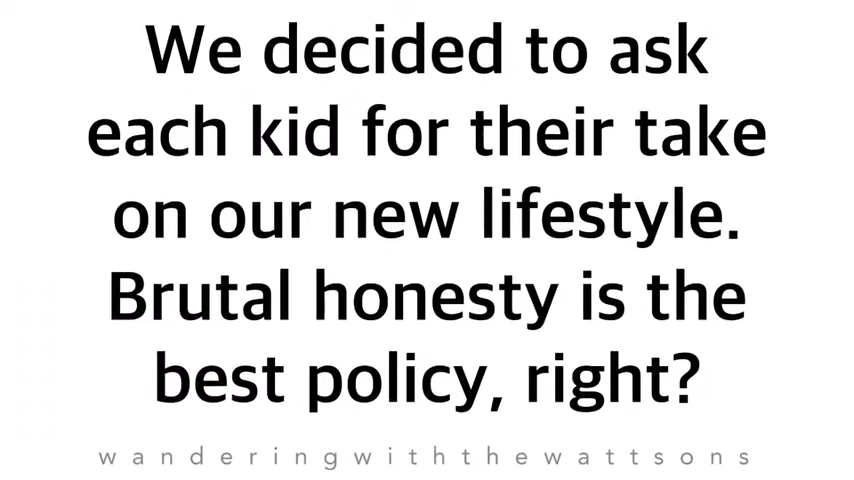 We decided to ask
each kid for their take
on our new lifestyle.
Brutal honesty is the
best policy, right?
wanderingwiththewattsons